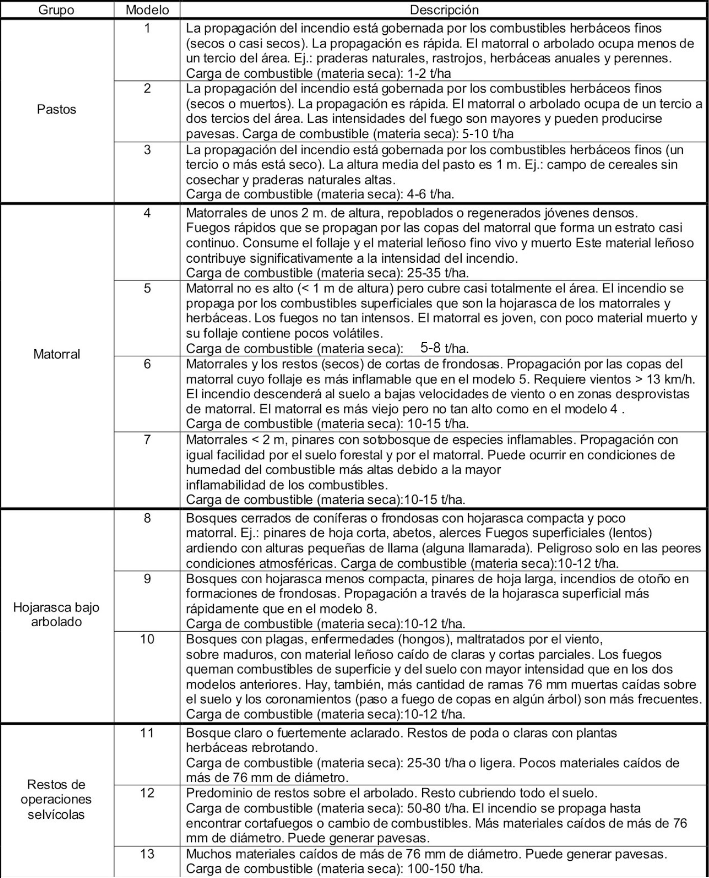 Grupo Modelo Descripción
Pastos
1 La propagación del incendio está gobernada por los combustibles herbáceos finos
(secos o casi secos). La propagación es rápida. El matorral o arbolado ocupa menos de
un tercio del área. Ej.: praderas naturales, rastrojos, herbáceas anuales y perennes.
Carga de combustible (materia seca): 1-2 t/ha
2 La propagación del incendio está gobernada por los combustibles herbáceos finos
(secos o muertos). La propagación es rápida. El matorral o arbolado ocupa de un tercio a
dos tercios del área. Las intensidades del fuego son mayores y pueden producirse
pavesas. Carga de combustible (materia seca): 5-10 t/ha
3 La propagación del incendio está gobernada por los combustibles herbáceos finos (un
tercio o más está seco). La altura media del pasto es 1 m. Ej.: campo de cereales sin
cosechar y praderas naturales altas.
Carga de combustible (materia seca): 4-6 t/ha.
Matorral
4 Matorrales de unos 2 m. de altura, repoblados o regenerados jóvenes densos.
Fuegos rápidos que se propagan por las copas del matorral que forma un estrato casi
continuo. Consume el follaje y el material leñoso fino vivo y muerto Este material leñoso
contribuye significativamente a la intensidad del incendio.
Carga de combustible (materia seca): 25-35 t/ha.
5 Matorral no es alto (< 1 m de altura) pero cubre casi totalmente el área. El incendio se
propaga por los combustibles superficiales que son la hojarasca de los matorrales y
herbáceas. Los fuegos no tan intensos. El matorral es joven, con poco material muerto y
su follaje contiene pocos volátiles.
Carga de combustible (materia seca): 5-8 t/ha.
6 Matorrales y los restos (secos) de cortas de frondosas. Propagación por las copas del
matorral cuyo follaje es más inflamable que en el modelo 5. Requiere vientos > 13 km/h.
El incendio descenderá al suelo a bajas velocidades de viento o en zonas desprovistas
de matorral. El matorral es más viejo pero no tan alto como en el modelo 4 .
Carga de combustible (materia seca): 10-15 t/ha.
7 Matorrales < 2 m, pinares con sotobosque de especies inflamables. Propagación con
igual facilidad por el suelo forestal y por el matorral. Puede ocurrir en condiciones de
humedad del combustible más altas debido a la mayor
inflamabilidad de los combustibles.
Carga de combustible (materia seca):10-15 t/ha.
Hojarasca bajo
arbolado
8 Bosques cerrados de coníferas o frondosas con hojarasca compacta y poco
matorral. Ej.: pinares de hoja corta, abetos, alerces Fuegos superficiales (lentos)
ardiendo con alturas pequeñas de llama (alguna llamarada). Peligroso solo en las peores
condiciones atmosféricas. Carga de combustible (materia seca):10-12 t/ha.
9 Bosques con hojarasca menos compacta, pinares de hoja larga, incendios de otoño en
formaciones de frondosas. Propagación a través de la hojarasca superficial más
rápidamente que en el modelo 8.
Carga de combustible (materia seca):10-12 t/ha.
10 Bosques con plagas, enfermedades (hongos), maltratados por el viento,
sobre maduros, con material leñoso caído de claras y cortas parciales. Los fuegos
queman combustibles de superficie y del suelo con mayor intensidad que en los dos
modelos anteriores. Hay, también, más cantidad de ramas 76 mm muertas caídas sobre
el suelo y los coronamientos (paso a fuego de copas en algún árbol) son más frecuentes.
Carga de combustible (materia seca):10-12 t/ha.
Restos de
operaciones
selvícolas
11 Bosque claro o fuertemente aclarado. Restos de poda o claras con plantas
herbáceas rebrotando.
Carga de combustible (materia seca): 25-30 t/ha o ligera. Pocos materiales caídos de
más de 76 mm de diámetro.
12 Predominio de restos sobre el arbolado. Resto cubriendo todo el suelo.
Carga de combustible (materia seca): 50-80 t/ha. El incendio se propaga hasta
encontrar cortafuegos o cambio de combustibles. Más materiales caídos de más de 76
mm de diámetro. Puede generar pavesas.
13 Muchos materiales caídos de más de 76 mm de diámetro. Puede generar pavesas.
Carga de combustible (materia seca): 100-150 t/ha.